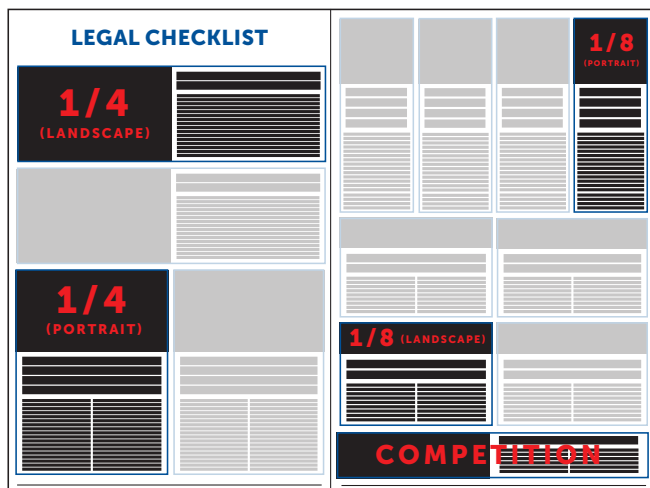 LEGAL CHECKLIST
1/4
(LANDSCAPE)
1/4
(PORTRAIT)
1/8
(PORTRAIT)
1/8 (LANDSCAPE)
COMPETITION